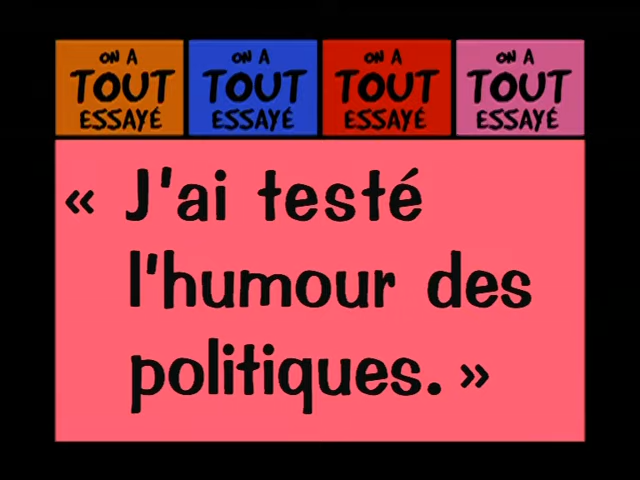 ON A
TOUT
ESSAYÉ
ON A
TOUT
ESSAYÉ
ON A
TOUT
ESSAYÉ
ON A
TOUT
ESSAYÉ
« J'ai testé
l'humour des
politiques. »